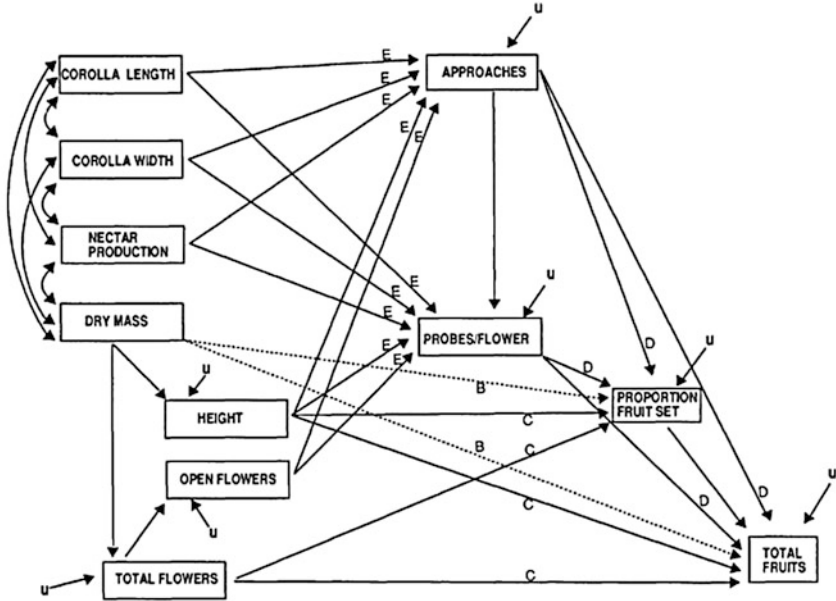 u
E
COROLLA LENGTH
APPROACHES
E
E
E
E
COROLLA WIDTH
NECTAR
PRODUCTION
u
E
E
DRY MASS
E
PROBES/FLOWER
u
E
E
D
D
u
B
PROPORTION
FRUIT SET
HEIGHT
C
B
C
OPEN FLOWERS
u
D
D
C
u
TOTAL
FRUITS
u
TOTAL FLOWERS
C